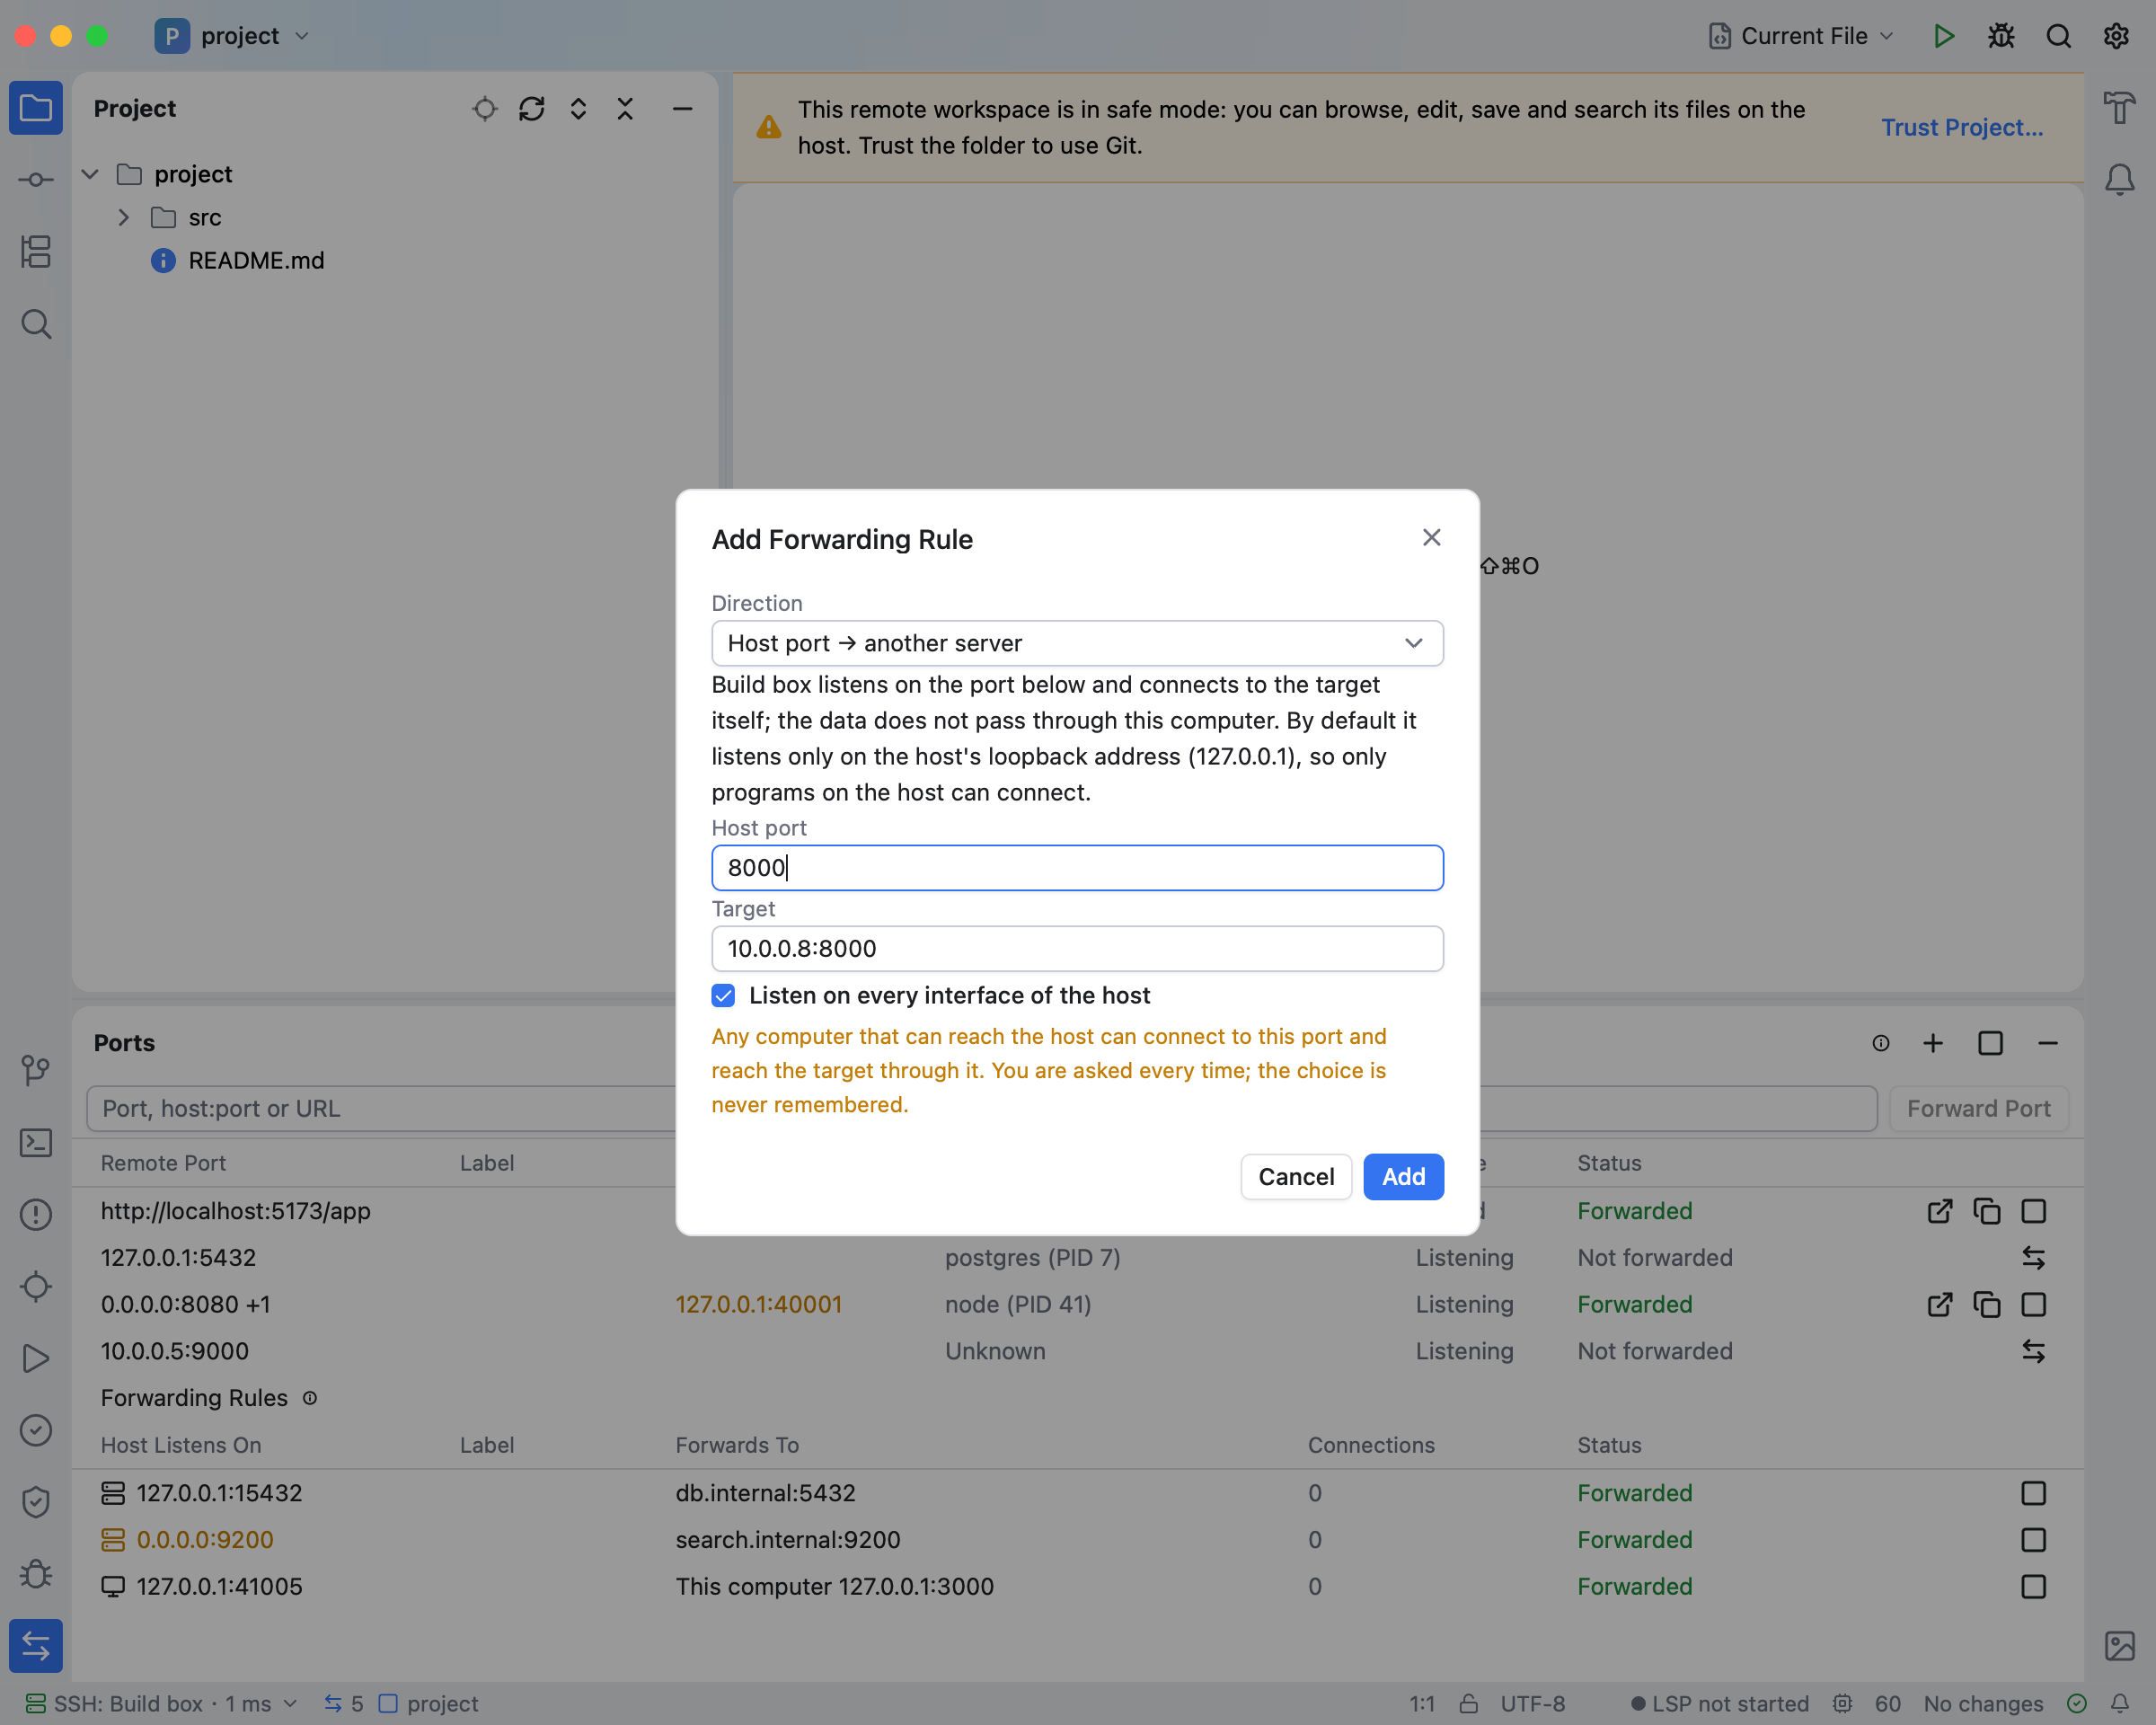 P project
Current File
Project
project
src
README.md
This remote workspace is in safe mode: you can browse, edit, save and search its files on the
host. Trust the folder to use Git.
Trust Project...
⇧⌘O
Add Forwarding Rule
Direction
Host port → another server
Build box listens on the port below and connects to the target
itself; the data does not pass through this computer. By default it
listens only on the host's loopback address (127.0.0.1), so only
programs on the host can connect.
Host port
8000
Target
10.0.0.8:8000
Listen on every interface of the host
Any computer that can reach the host can connect to this port and
reach the target through it. You are asked every time; the choice is
never remembered.
Cancel Add
Ports
Port, host:port or URL
Forward Port
Remote Port Label Status
http://localhost:5173/app Forwarded
127.0.0.1:5432 postgres (PID 7) Listening Not forwarded
0.0.0.0:8080 +1 127.0.0.1:40001 node (PID 41) Listening Forwarded
10.0.0.5:9000 Unknown Listening Not forwarded
Forwarding Rules
Host Listens On Label Forwards To Connections Status
127.0.0.1:15432 db.internal:5432 0 Forwarded
0.0.0.0:9200 search.internal:9200 0 Forwarded
127.0.0.1:41005 This computer 127.0.0.1:3000 0 Forwarded
SSH: Build box · 1 ms 5 project 1:1 UTF-8 LSP not started 60 No changes